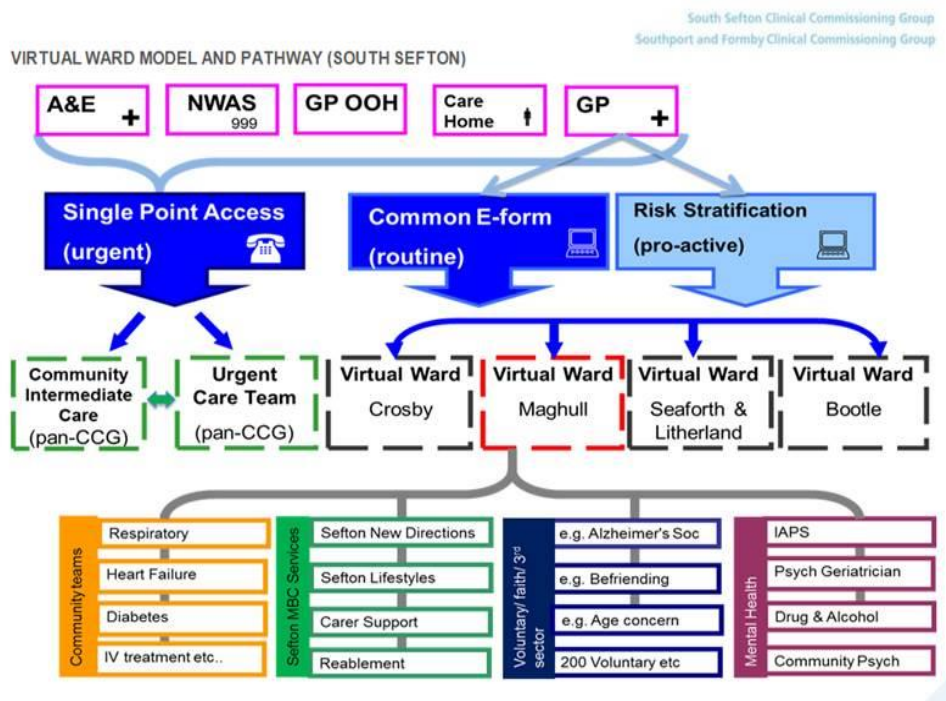 South Sefton Clinical Commissioning Group
Southport and Formby Clinical Commissioning Group
VIRTUAL WARD MODEL AND PATHWAY (SOUTH SEFTON)
A&E
NWAS
999
GP OOH
Care
Home
GP
Single Point Access
(urgent)
Common E-form
(routine)
Risk Stratification
(pro-active)
Community
Intermediate
Care
(pan-CCG)
Urgent
Care Team
(pan-CCG)
Virtual Ward
Crosby
Virtual Ward
Maghull
Virtual Ward
Seaforth &
Litherland
Virtual Ward
Bootle
Community teams
Respiratory
Heart Failure
Diabetes
IV treatment etc..
Sefton MBC Services
Sefton New Directions
Sefton Lifestyles
Carer Support
Reablement
Voluntary/ faith/ 3rd
sector
e.g. Alzheimer's Soc
e.g. Befriending
e.g. Age concern
200 Voluntary etc
Mental Health
IAPS
Psych Geriatrician
Drug & Alcohol
Community Psych